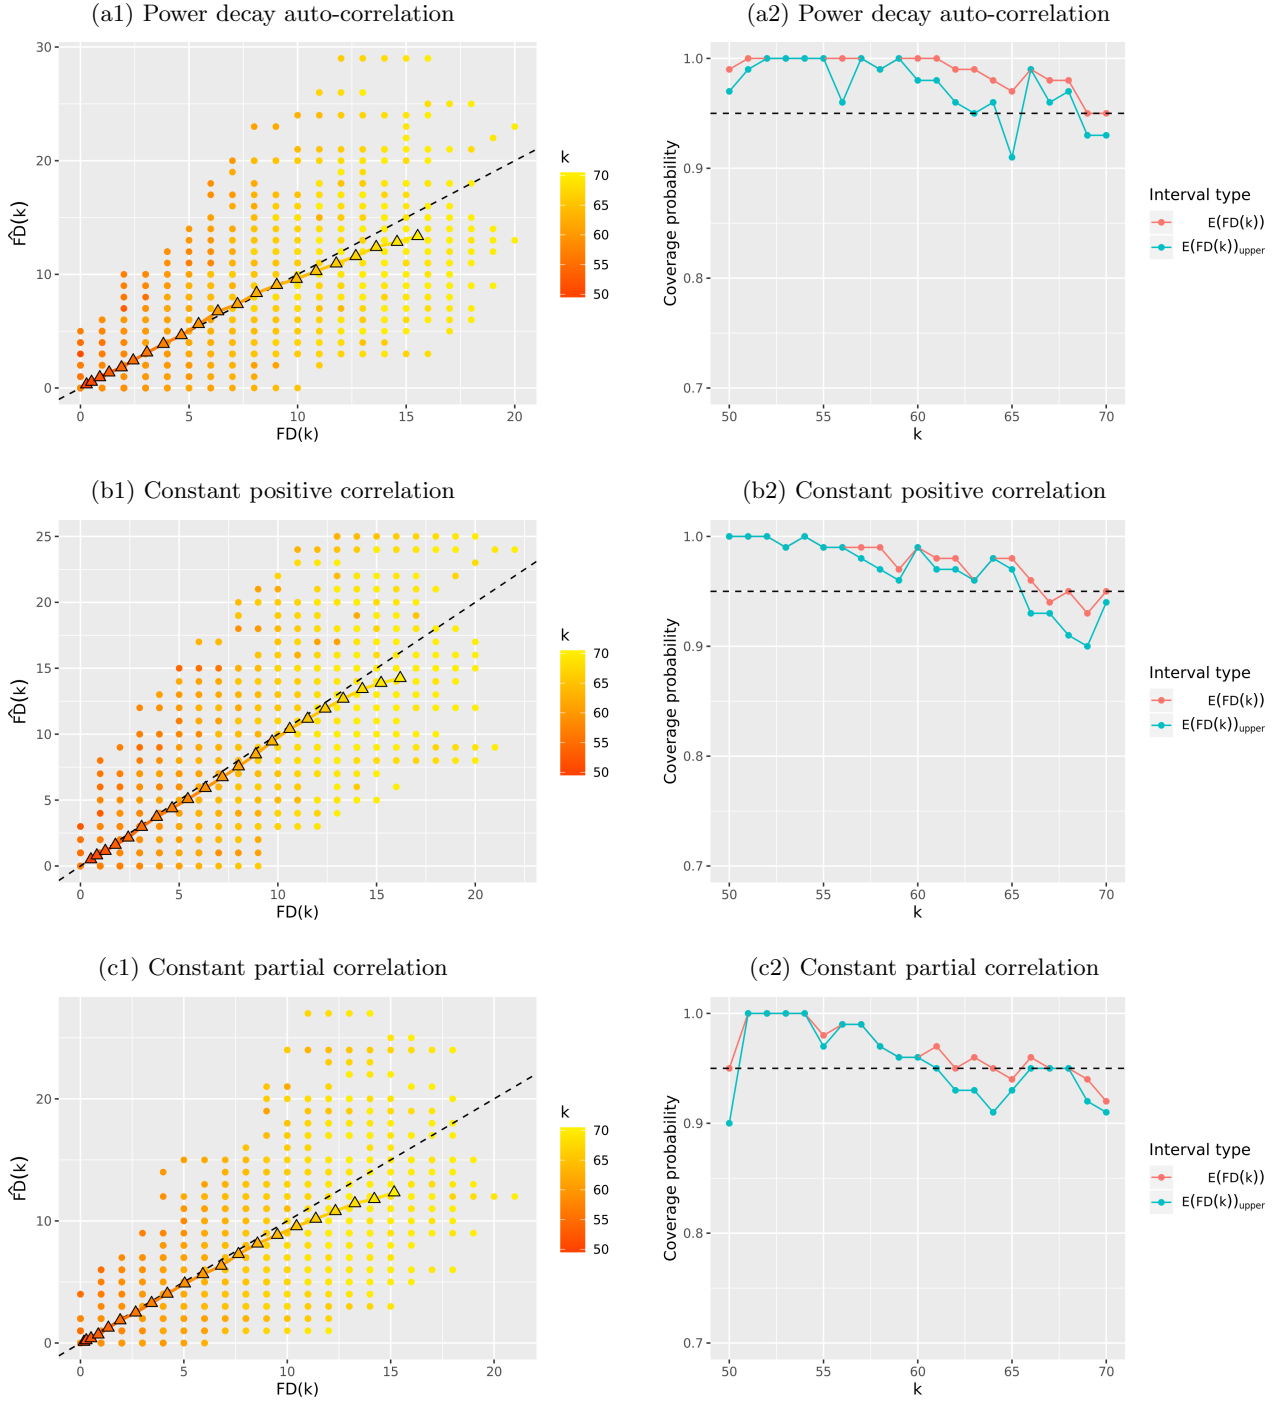 (a1) Power decay auto-correlation
(a2) Power decay auto-correlation
30
20
10
0
0
5
10
15
20
FD(k)
F̂D(k)
k
70
65
60
55
50
1.0
0.9
0.8
0.7
50
55
60
65
70
k
Coverage probability
Interval type
E(FD(k))
E(FD(k))upper
(b1) Constant positive correlation
(b2) Constant positive correlation
25
20
15
10
5
0
0
5
10
15
20
FD(k)
F̂D(k)
k
70
65
60
55
50
1.0
0.9
0.8
0.7
50
55
60
65
70
k
Coverage probability
Interval type
E(FD(k))
E(FD(k))upper
(c1) Constant partial correlation
(c2) Constant partial correlation
20
10
0
0
5
10
15
20
FD(k)
F̂D(k)
k
70
65
60
55
50
1.0
0.9
0.8
0.7
50
55
60
65
70
k
Coverage probability
Interval type
E(FD(k))
E(FD(k))upper